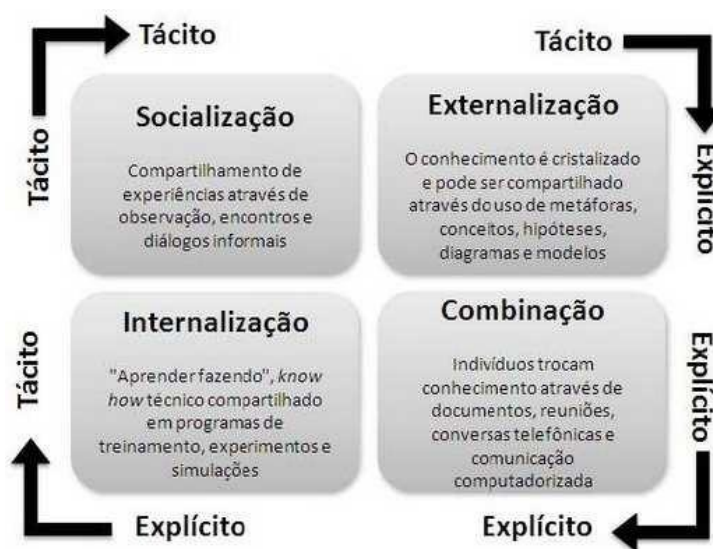 Tácito
Tácito
Tácito
Explícito
Socialização
Compartilhamento de
experiências através de
observação, encontros e
diálogos informais
Externalização
O conhecimento é cristalizado
e pode ser compartilhado
através do uso de metáforas,
conceitos, hipóteses,
diagramas e modelos
Internalização
"Aprender fazendo", know
how técnico compartilhado
em programas de
treinamento, experimentos e
simulações
Combinação
Indivíduos trocam
conhecimento através de
documentos, reuniões,
conversas telefônicas e
comunicação
computadorizada
Tácito
Explícito
Explícito
Explícito